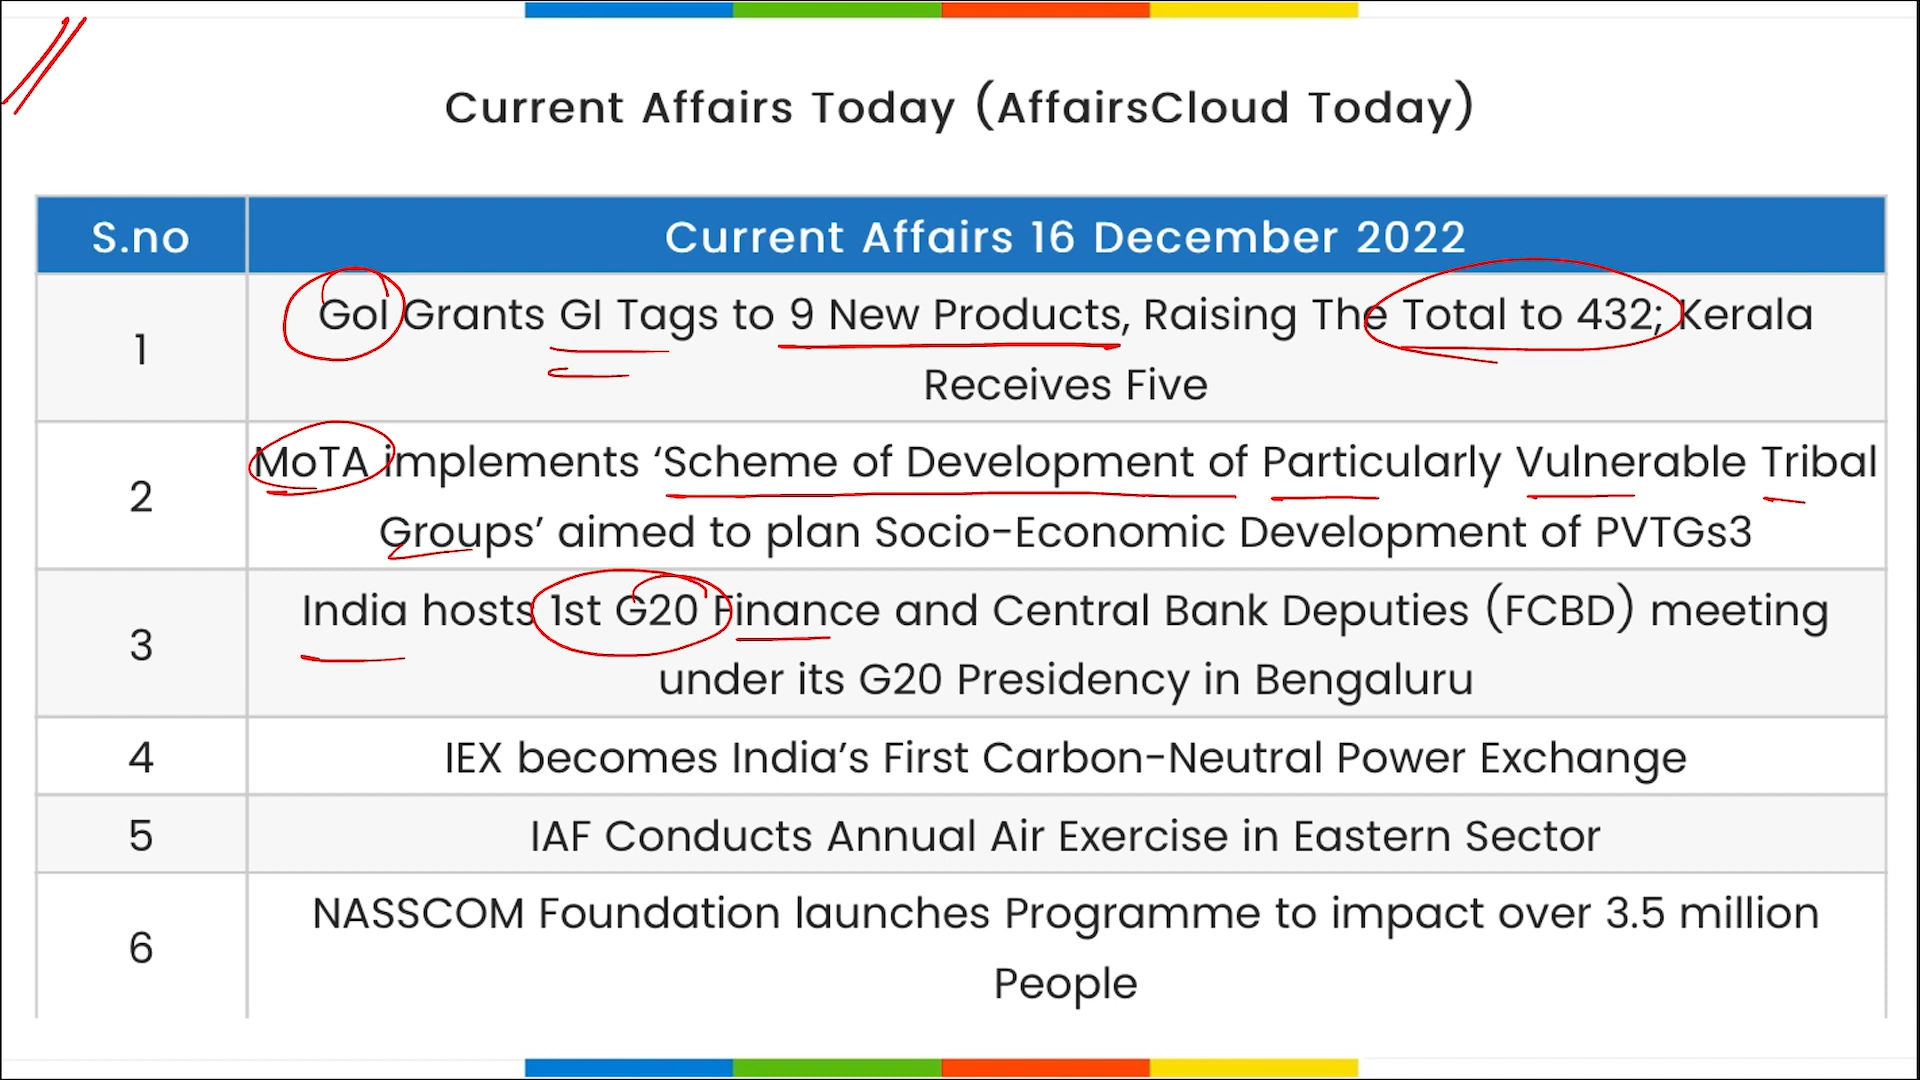 Current Affairs Today (AffairsCloud Today)
S.no
Current Affairs 16 December 2022
1
GoI Grants GI Tags to 9 New Products, Raising The Total to 432; Kerala
Receives Five
2
MoTA implements ‘Scheme of Development of Particularly Vulnerable Tribal
Groups’ aimed to plan Socio-Economic Development of PVTGs3
3
India hosts 1st G20 Finance and Central Bank Deputies (FCBD) meeting
under its G20 Presidency in Bengaluru
4
IEX becomes India’s First Carbon-Neutral Power Exchange
5
IAF Conducts Annual Air Exercise in Eastern Sector
6
NASSCOM Foundation launches Programme to impact over 3.5 million
People